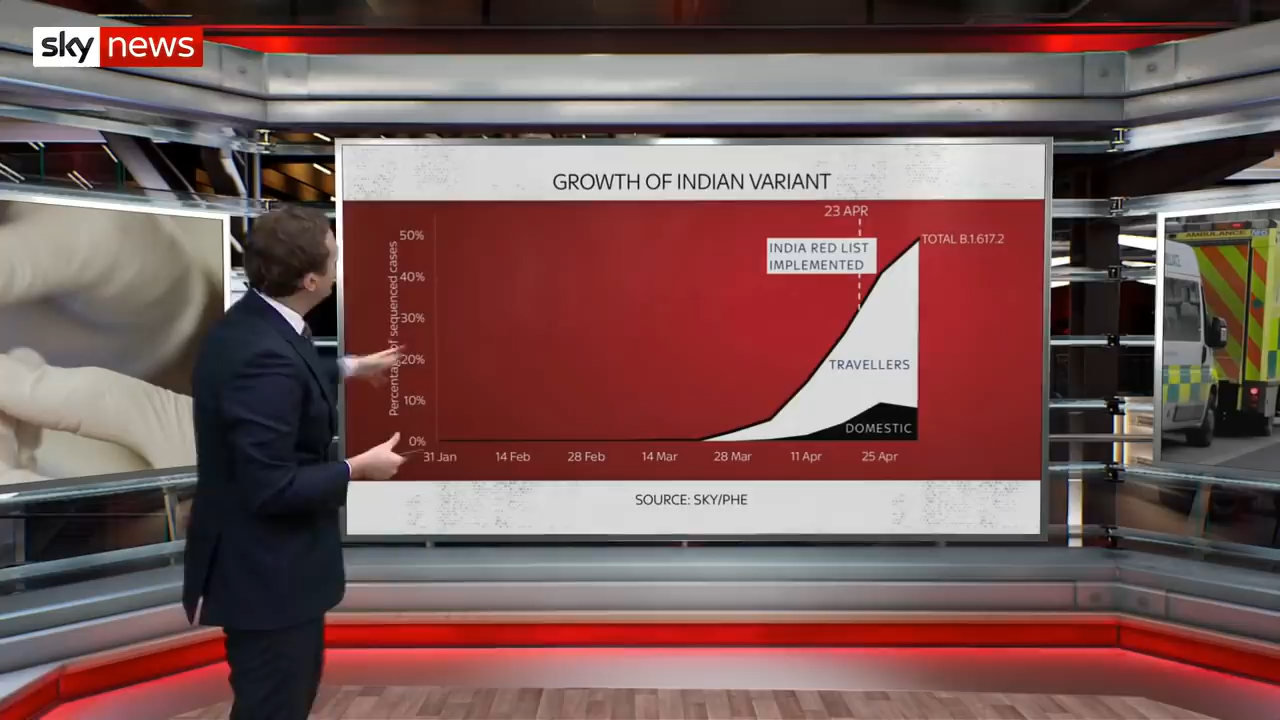 sky news
GROWTH OF INDIAN VARIANT
23 APR
INDIA RED LIST
IMPLEMENTED
TOTAL B.1.617.2
Percentage of sequenced cases
50%
40%
30%
20%
10%
0%
TRAVELLERS
DOMESTIC
31 Jan
14 Feb
28 Feb
14 Mar
28 Mar
11 Apr
25 Apr
SOURCE: SKY/PHE
AMBULANCE